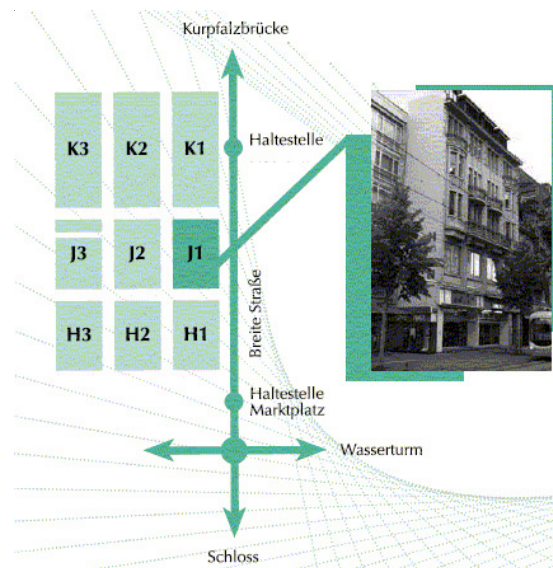 Kurpfalzbrücke
K3 K2 K1
Haltestelle
J3 J2 J1
Breite Straße
H3 H2 H1
Haltestelle
Marktplatz
Wasserturm
Schloss